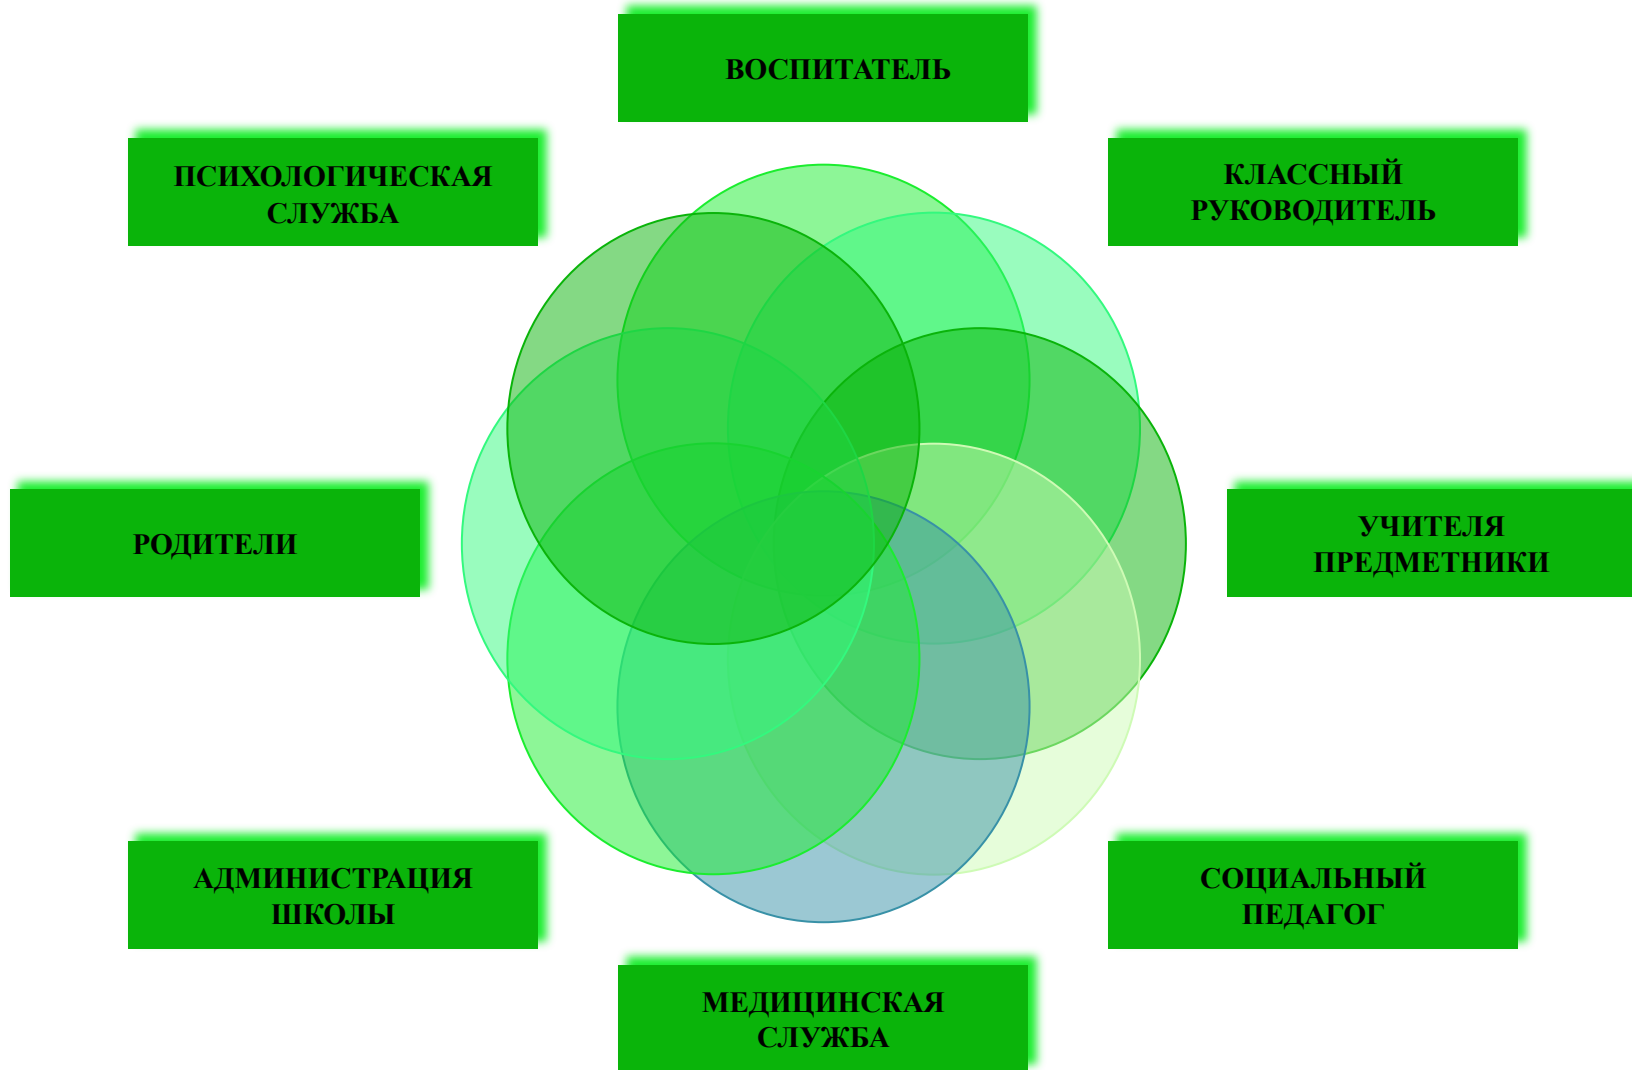 ВОСПИТАТЕЛЬ
ПСИХОЛОГИЧЕСКАЯ
СЛУЖБА
КЛАССНЫЙ
РУКОВОДИТЕЛЬ
РОДИТЕЛИ
УЧИТЕЛЯ
ПРЕДМЕТНИКИ
АДМИНИСТРАЦИЯ
ШКОЛЫ
СОЦИАЛЬНЫЙ
ПЕДАГОГ
МЕДИЦИНСКАЯ
СЛУЖБА